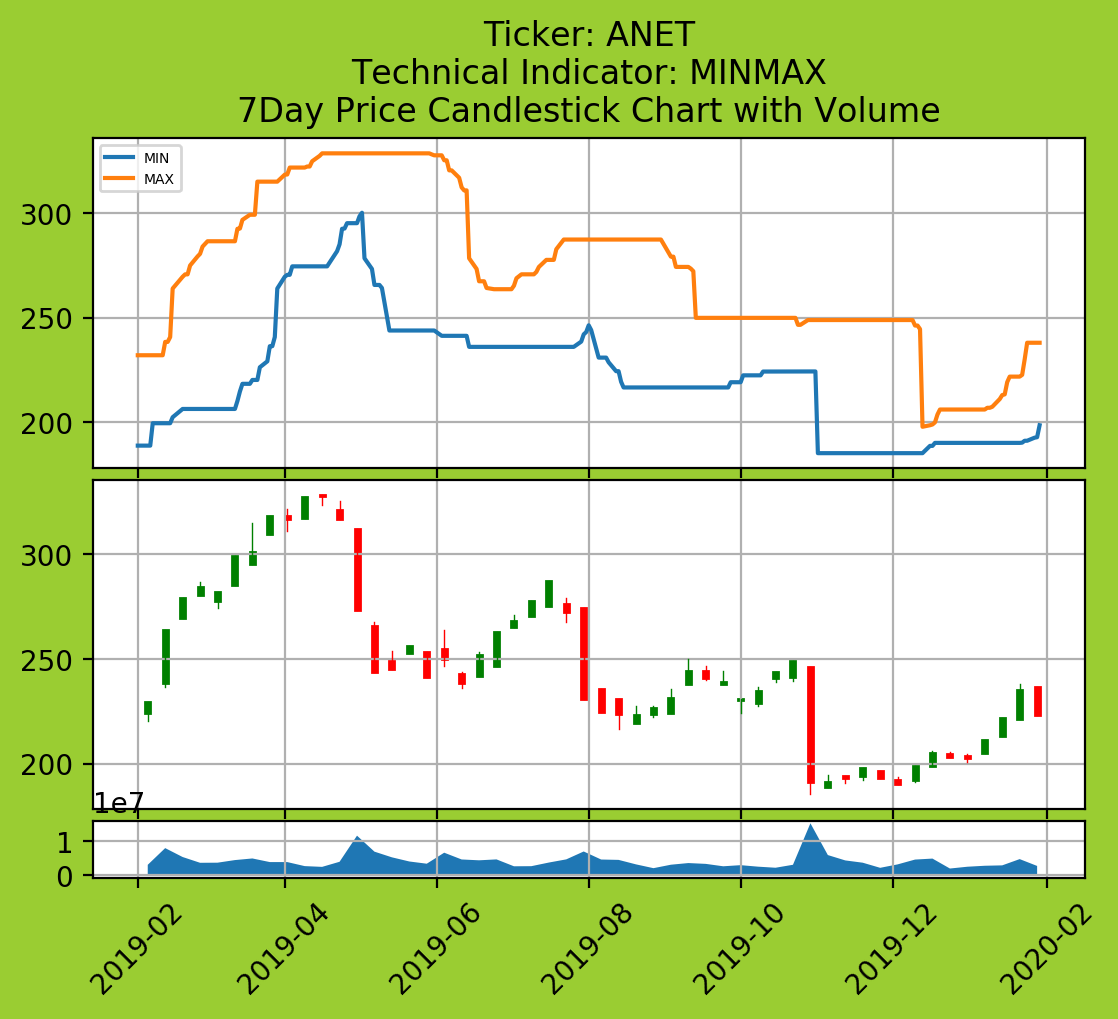 Ticker: ANET
Technical Indicator: MINMAX
7Day Price Candlestick Chart with Volume
MIN
MAX
300
250
200
300
250
200
1e7
1
0
2019-02
2019-04
2019-06
2019-08
2019-10
2019-12
2020-02